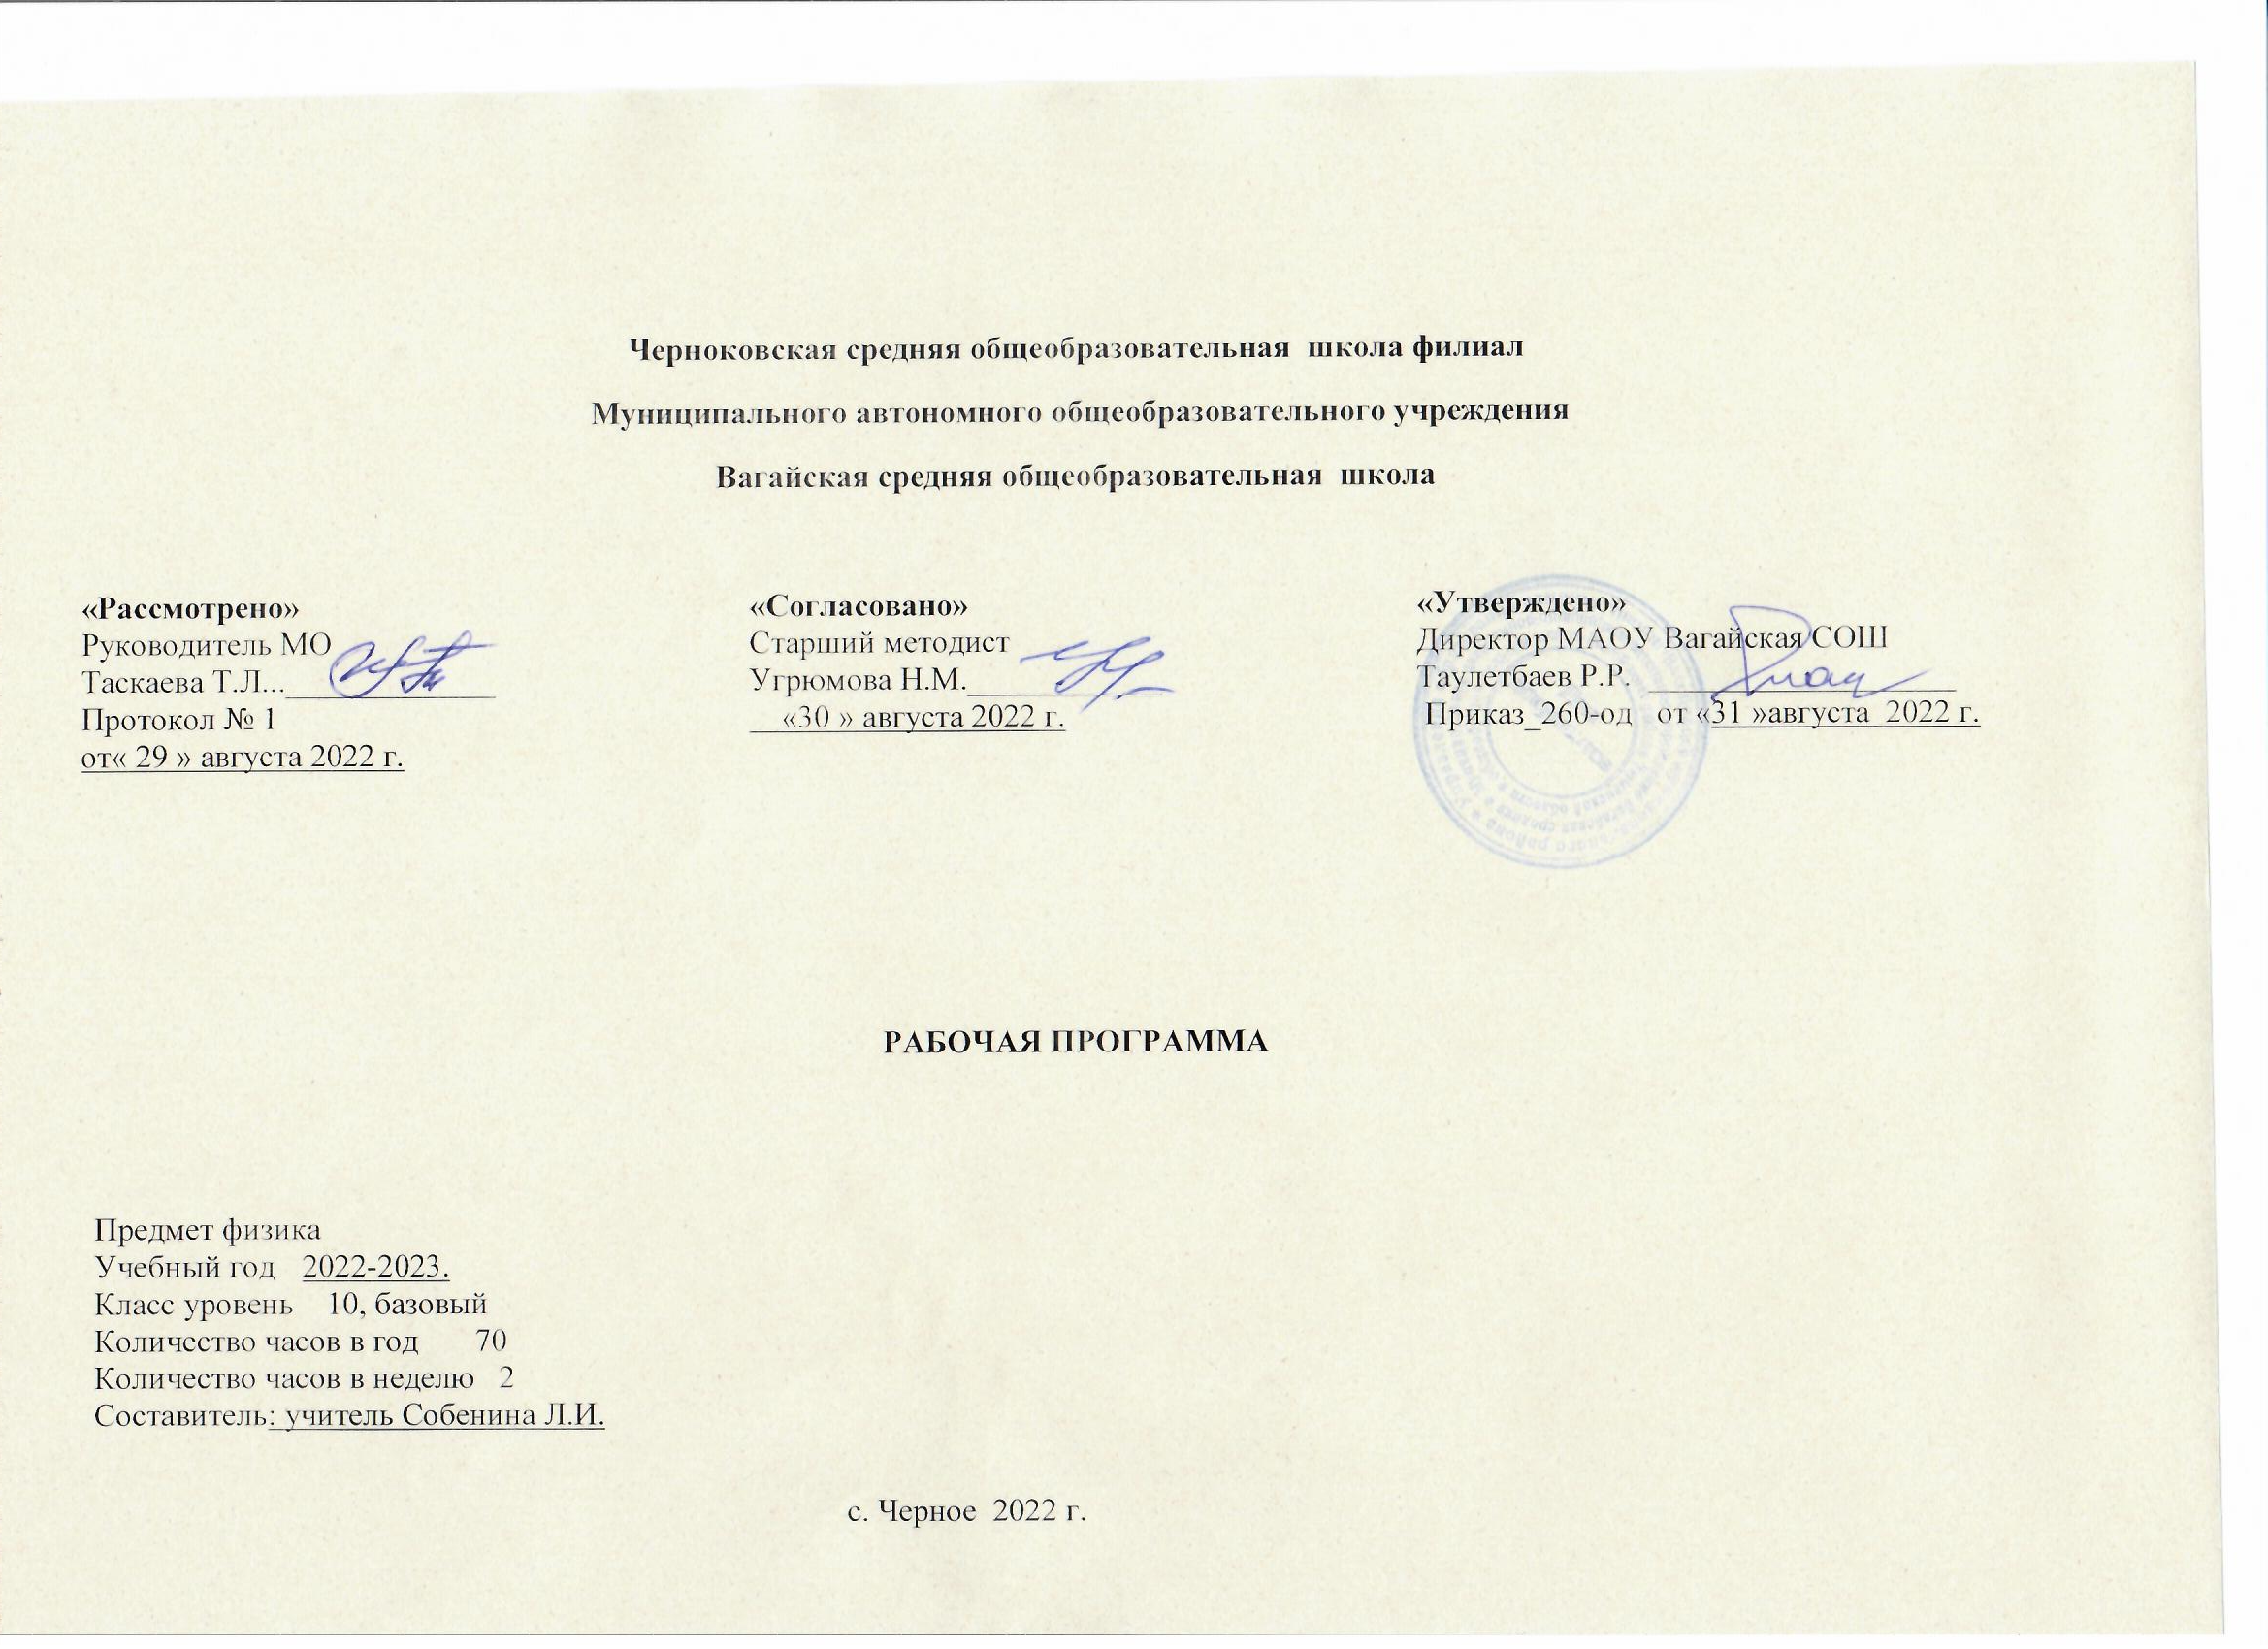 Черноковская средняя общеобразовательная школа филиал
Муниципального автономного общеобразовательного учреждения
Вагайская средняя общеобразовательная школа
«Рассмотрено»
Руководитель МО
Таскаева Т.Л...
Протокол № 1
от« 29 » августа 2022 г.
«Согласовано»
Старший методист
Угрюмова Н.М.
«30 » августа 2022 г.
«Утверждено»
Директор МАОУ Вагайская СОШ
Таулетбаев Р.Р.
Приказ_260-од от «31 »августа 2022 г.
РАБОЧАЯ ПРОГРАММА
Предмет физика
Учебный год 2022-2023.
Класс уровень 10, базовый
Количество часов в год 70
Количество часов в неделю 2
Составитель: учитель Собенина Л.И.
с. Черное 2022 г.